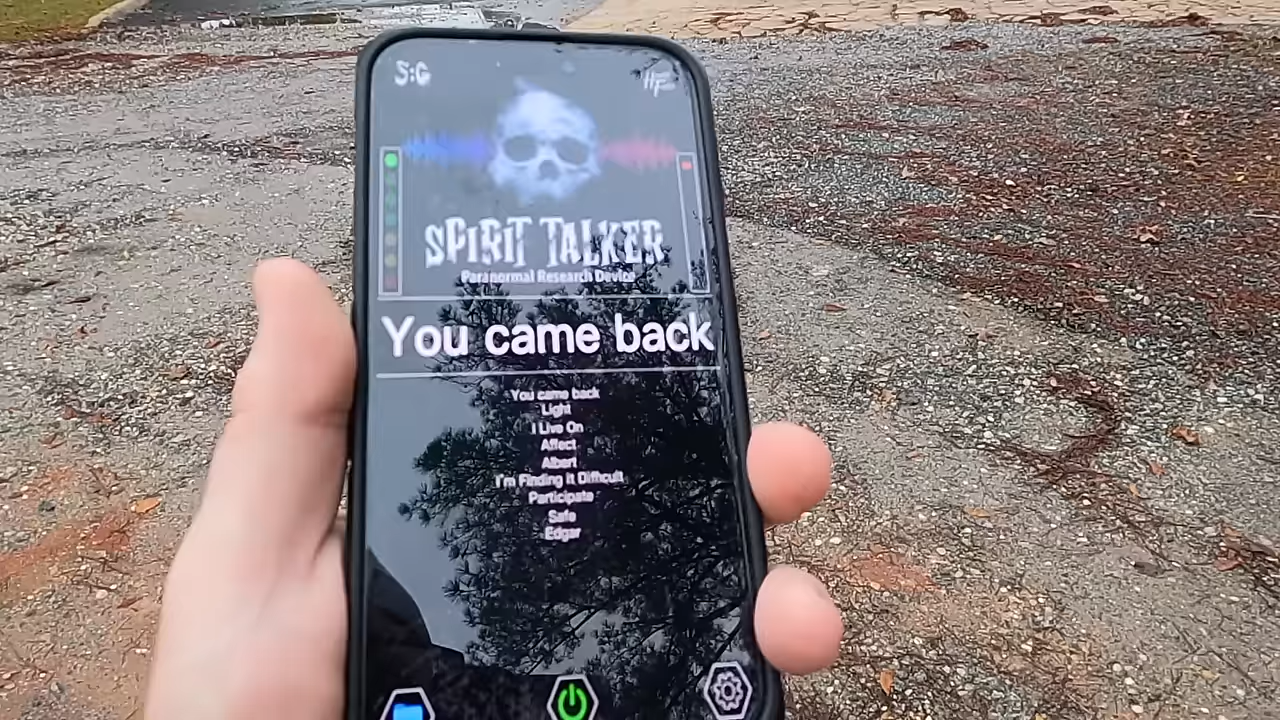 S:G
SPIRIT TALKER
Paranormal Research Device
You came back
You came back
Light
I Live On
Affect
Albert
I'm Finding It Difficult
Participate
Safe
Edgar